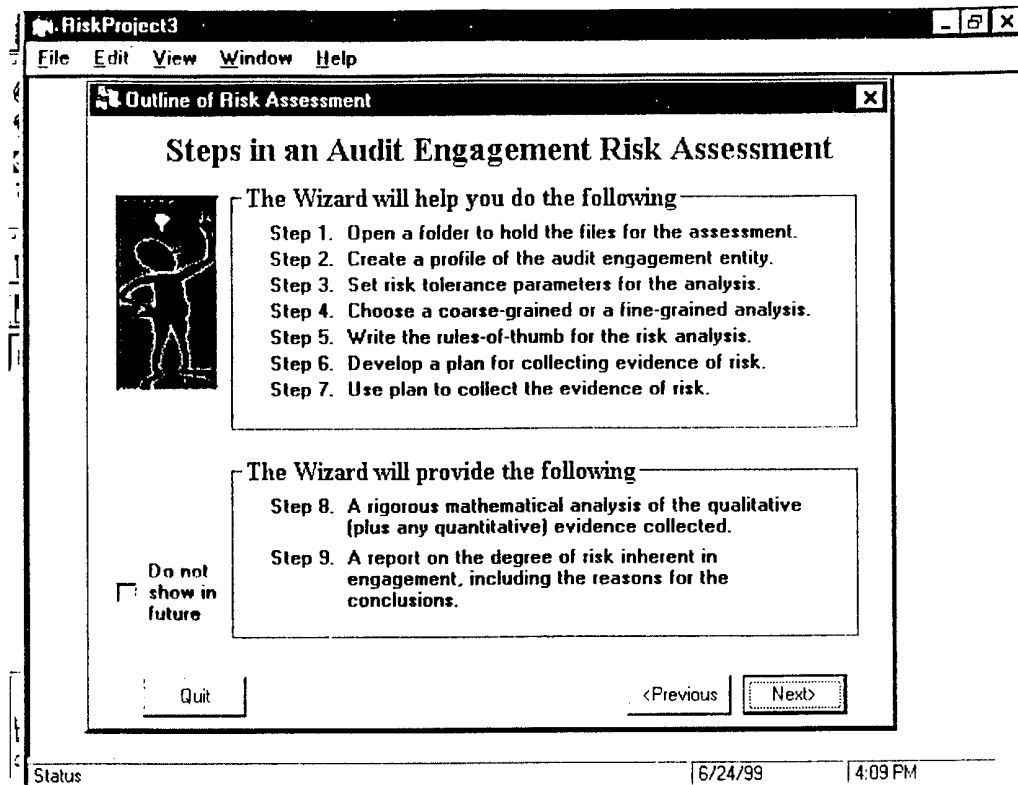 RiskProject3
File Edit View Window Help
Outline of Risk Assessment
Steps in an Audit Engagement Risk Assessment
The Wizard will help you do the following
Step 1. Open a folder to hold the files for the assessment.
Step 2. Create a profile of the audit engagement entity.
Step 3. Set risk tolerance parameters for the analysis.
Step 4. Choose a coarse-grained or a fine-grained analysis.
Step 5. Write the rules-of-thumb for the risk analysis.
Step 6. Develop a plan for collecting evidence of risk.
Step 7. Use plan to collect the evidence of risk.
The Wizard will provide the following
Step 8. A rigorous mathematical analysis of the qualitative
(plus any quantitative) evidence collected.
Step 9. A report on the degree of risk inherent in
engagement, including the reasons for the
conclusions.
Do not
show in
future
Quit <Previous Next>
Status 6/24/99 4:09 PM